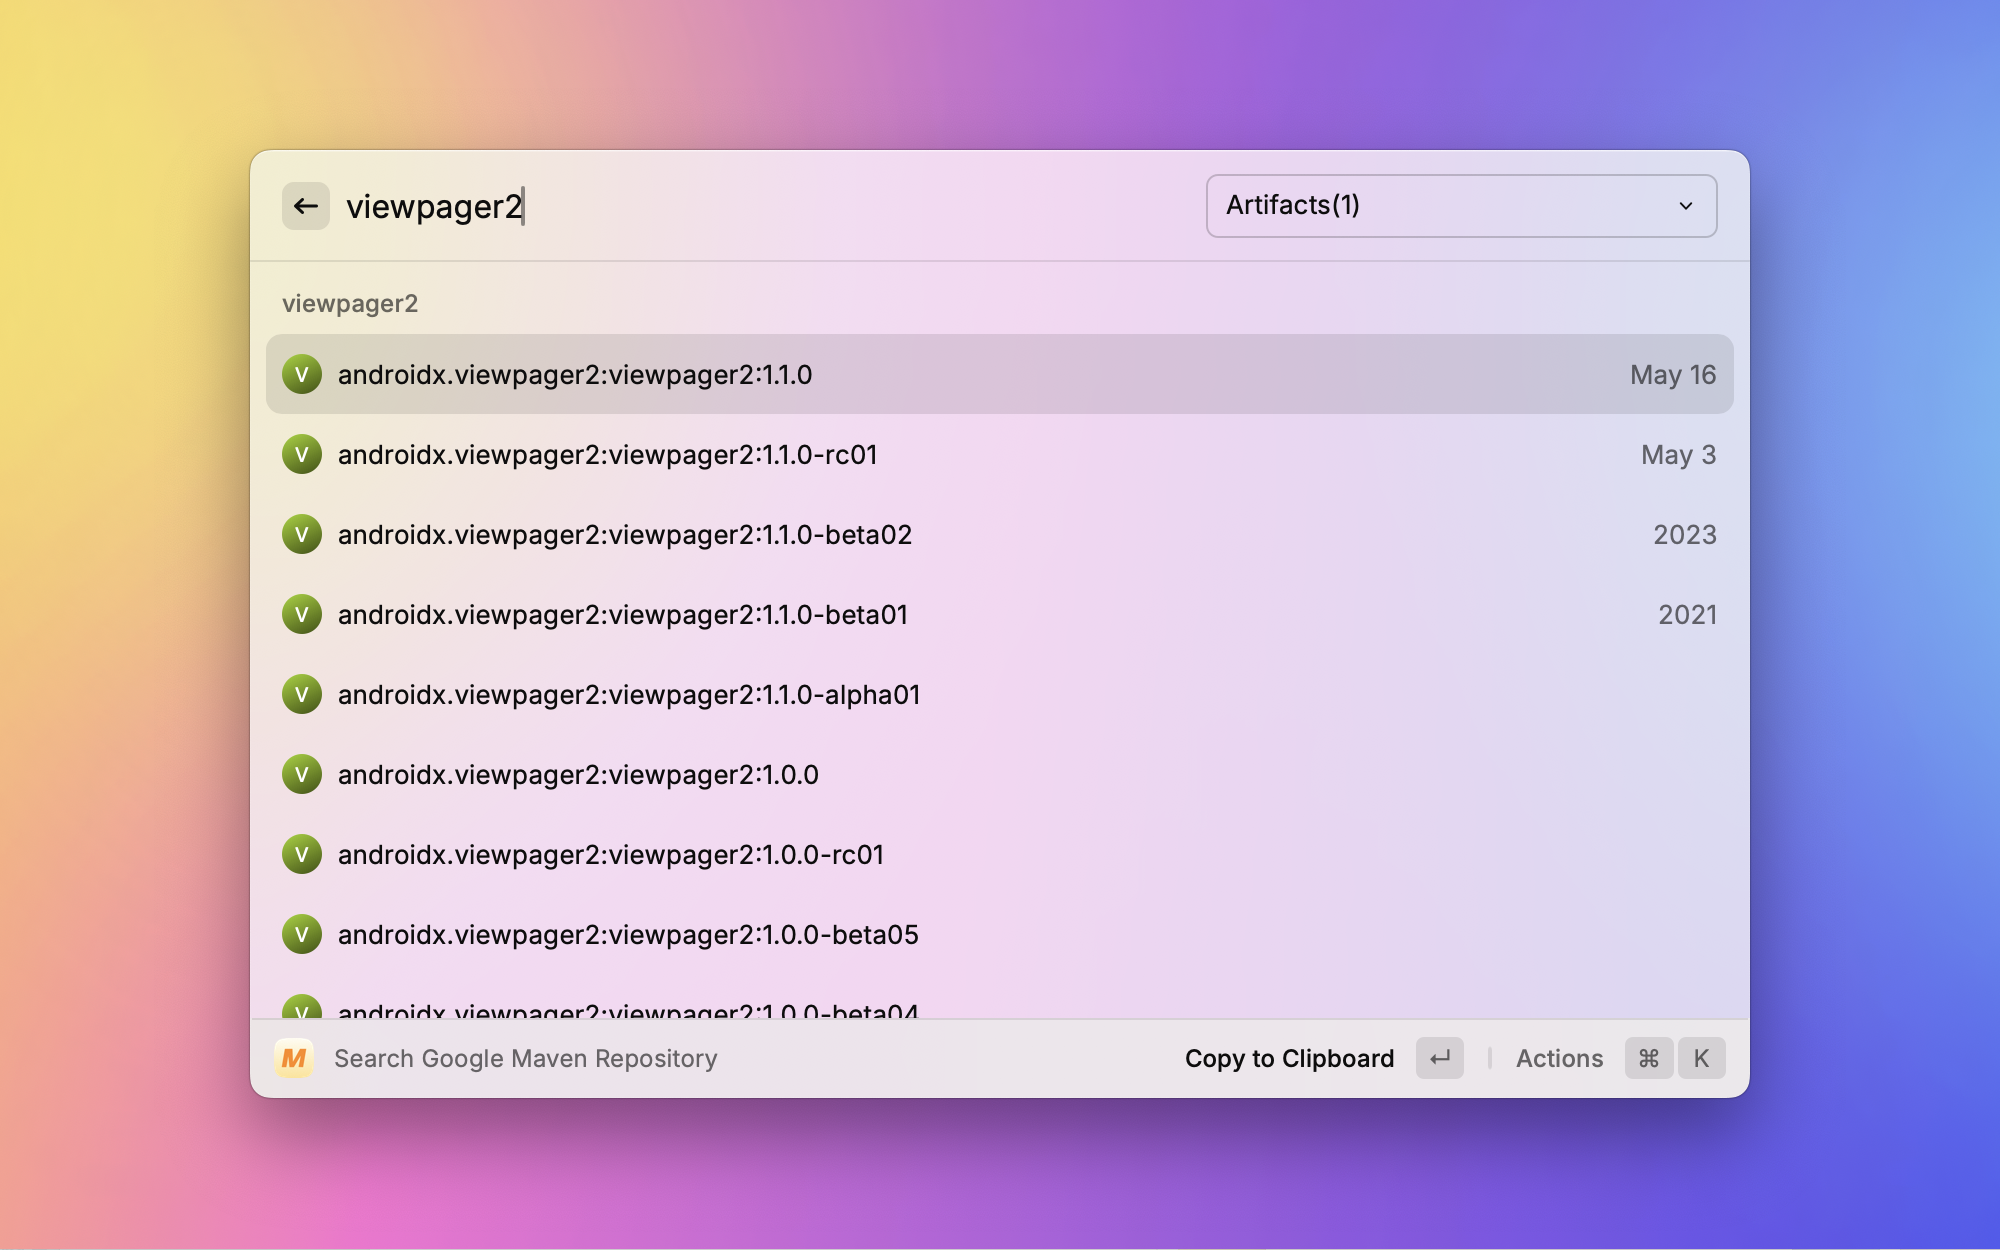 viewpager2
Artifacts(1)
viewpager2
V androidx.viewpager2:viewpager2:1.1.0 May 16
V androidx.viewpager2:viewpager2:1.1.0-rc01 May 3
V androidx.viewpager2:viewpager2:1.1.0-beta02 2023
V androidx.viewpager2:viewpager2:1.1.0-beta01 2021
V androidx.viewpager2:viewpager2:1.1.0-alpha01
V androidx.viewpager2:viewpager2:1.0.0
V androidx.viewpager2:viewpager2:1.0.0-rc01
V androidx.viewpager2:viewpager2:1.0.0-beta05
V androidx.viewpager2:viewpager2:1.0.0-beta04
M Search Google Maven Repository Copy to Clipboard ↵ Actions ⌘ K